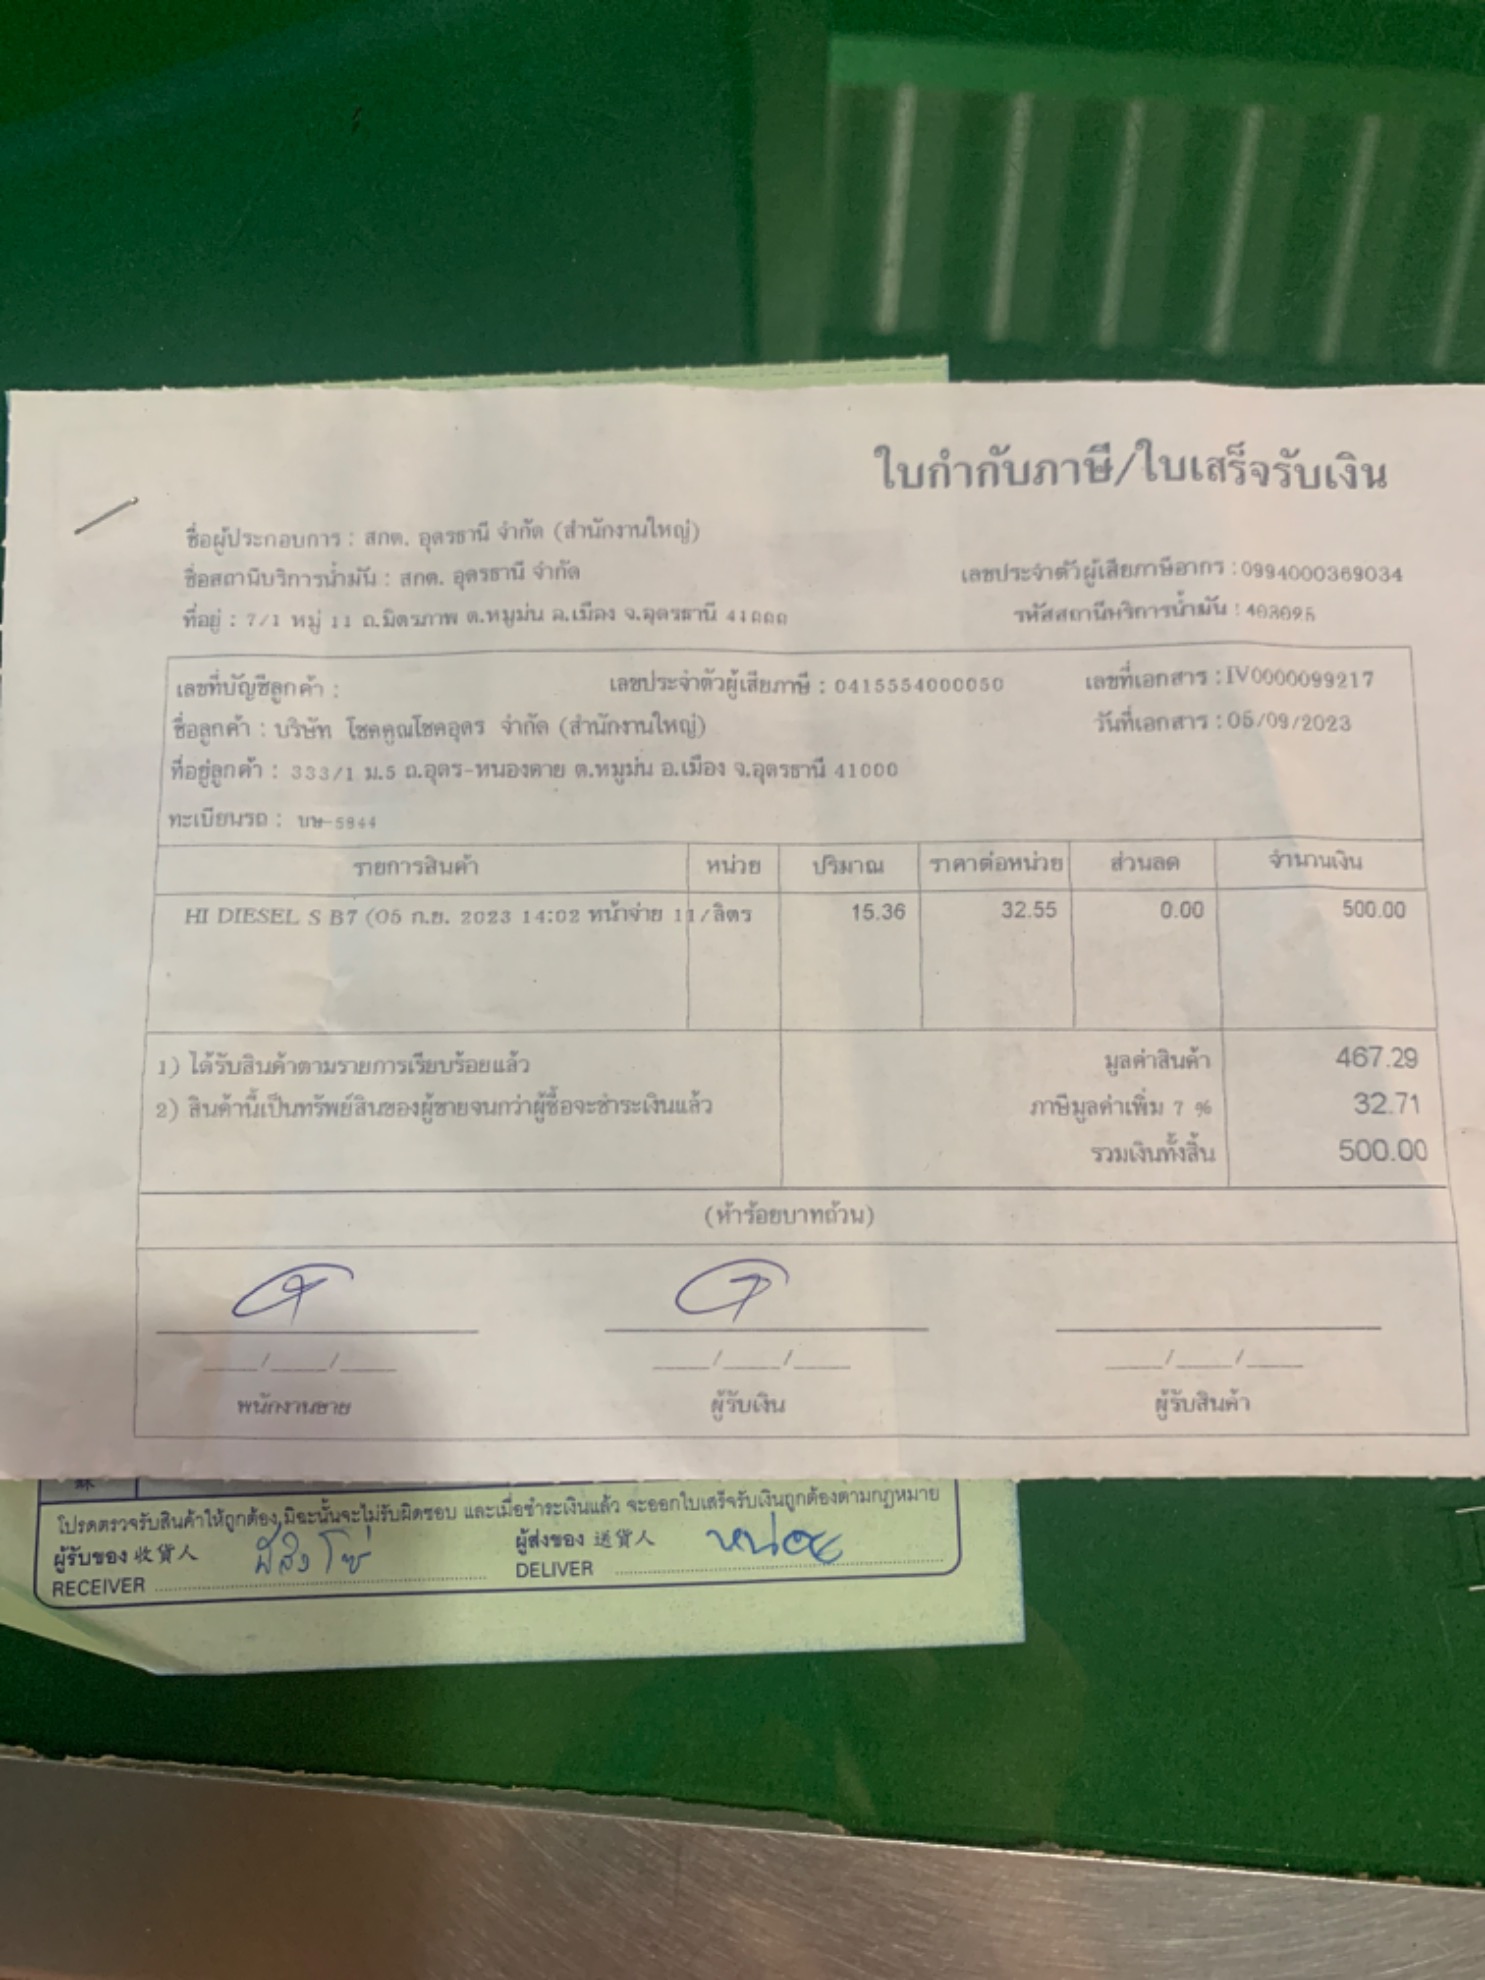 ใบกำกับภาษี/ใบเสร็จรับเงิน
ชื่อผู้ประกอบการ : สกต. อุดรธานี จำกัด (สำนักงานใหญ่)
ชื่อสถานีบริการน้ำมัน : สกต. อุดรธานี จำกัด
เลขประจำตัวผู้เสียภาษีอากร : 0994000369034
ที่อยู่ : 7/1 หมู่ 11 ถ.มิตรภาพ ต.หมูม่น อ.เมือง จ.อุดรธานี 41000
รหัสสถานีบริการน้ำมัน : 403095
เลขที่บัญชีลูกค้า : เลขประจำตัวผู้เสียภาษี : 0415554000050 เลขที่เอกสาร : IV0000099217
ชื่อลูกค้า : บริษัท โชคคูณโชคอุดร จำกัด (สำนักงานใหญ่) วันที่เอกสาร : 05/09/2023
ที่อยู่ลูกค้า : 333/1 ม.5 ถ.อุดร-หนองคาย ต.หมูม่น อ.เมือง จ.อุดรธานี 41000
ทะเบียนรถ : บษ-5944
รายการสินค้า หน่วย ปริมาณ ราคาต่อหน่วย ส่วนลด จำนวนเงิน
HI DIESEL S B7 (05 ก.ย. 2023 14:02 หน้าจ่าย 11/ลิตร 15.36 32.55 0.00 500.00
1) ได้รับสินค้าตามรายการเรียบร้อยแล้ว มูลค่าสินค้า 467.29
2) สินค้านี้เป็นทรัพย์สินของผู้ขายจนกว่าผู้ซื้อจะชำระเงินแล้ว ภาษีมูลค่าเพิ่ม 7 % 32.71
รวมเงินทั้งสิ้น 500.00
(ห้าร้อยบาทถ้วน)
___/___/___ ___/___/___ ___/___/___
พนักงานขาย ผู้รับเงิน ผู้รับสินค้า
โปรดตรวจรับสินค้าให้ถูกต้อง,มิฉะนั้นจะไม่รับผิดชอบ และเมื่อชำระเงินแล้ว จะออกใบเสร็จรับเงินถูกต้องตามกฎหมาย
ผู้รับของ 收貨人 ผู้ส่งของ 送貨人 หน่อย
RECEIVER DELIVER